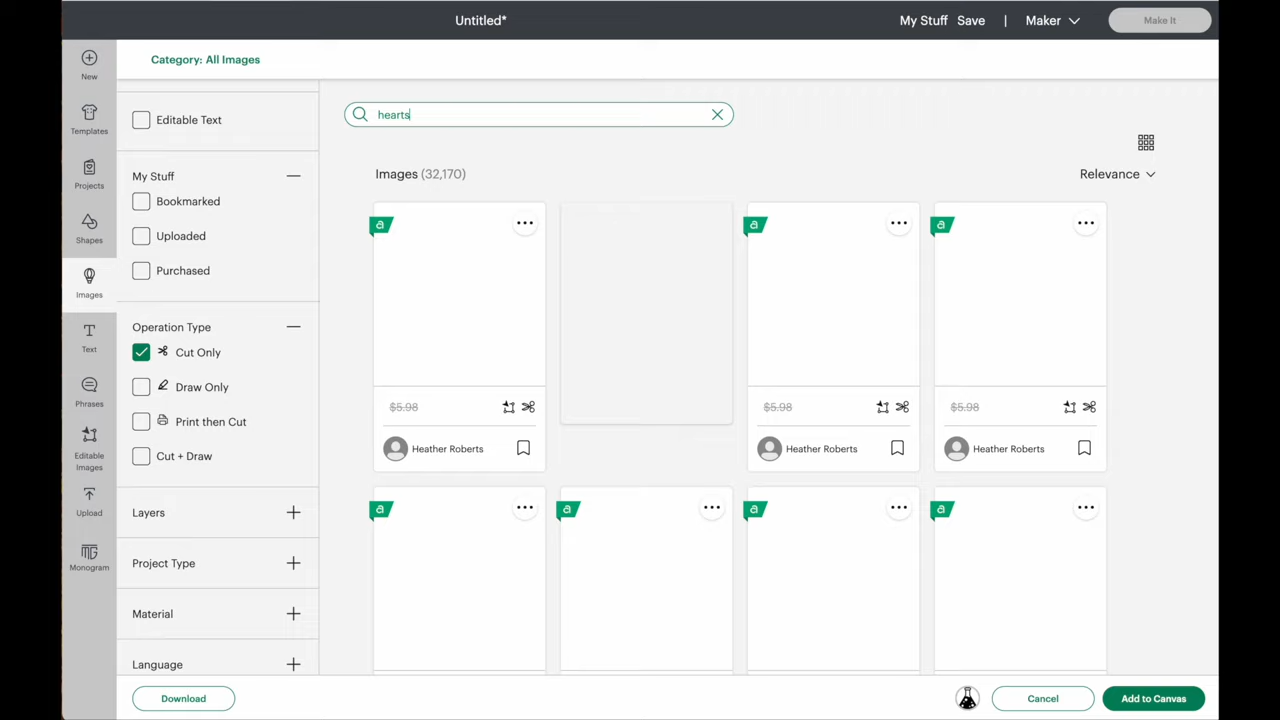 Untitled*
My Stuff Save | Maker Make It
New
Templates
Projects
Shapes
Images
Text
Phrases
Editable
Images
Upload
Monogram
Category: All Images
Editable Text
My Stuff
Bookmarked
Uploaded
Purchased
Operation Type
Cut Only
Draw Only
Print then Cut
Cut + Draw
Layers
Project Type
Material
Language
hearts
Images (32,170)
Relevance
a
a
a
$5.98
$5.98
$5.98
Heather Roberts
Heather Roberts
Heather Roberts
a
a
a
a
Download
Cancel
Add to Canvas